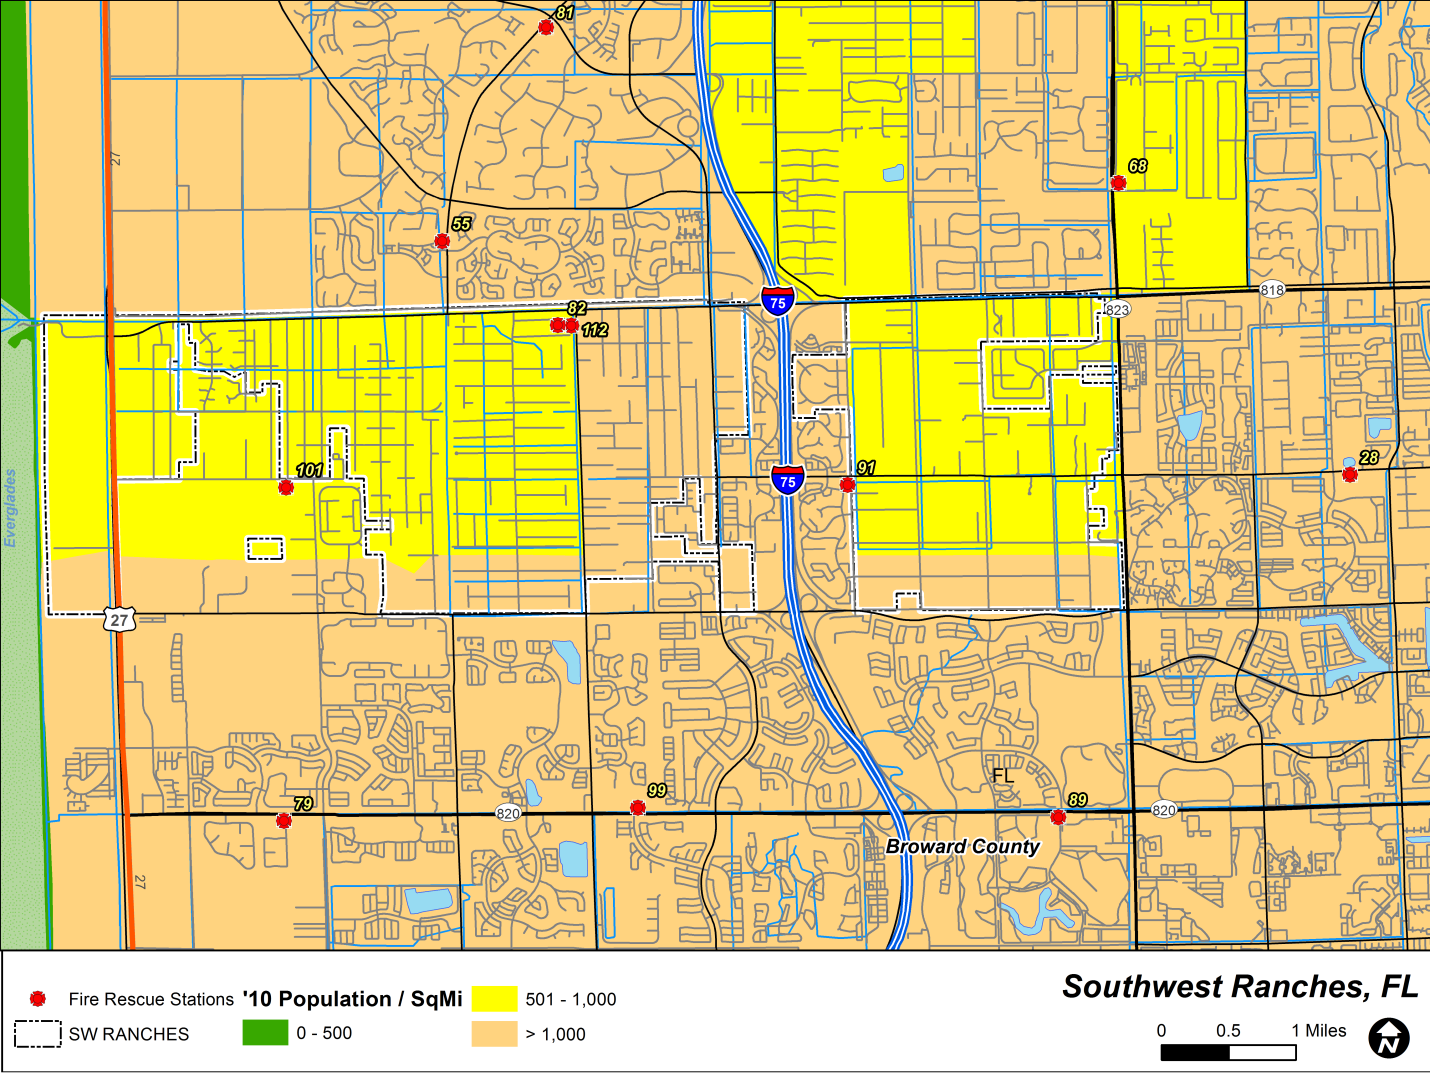 81
27
68
55
75
818
823
82
112
Everglades
101
75
91
28
27
FL
79
820
99
89
820
Broward County
27
Southwest Ranches, FL
Fire Rescue Stations
'10 Population / SqMi
501 - 1,000
SW RANCHES
0 - 500
> 1,000
0 0.5 1 Miles
N